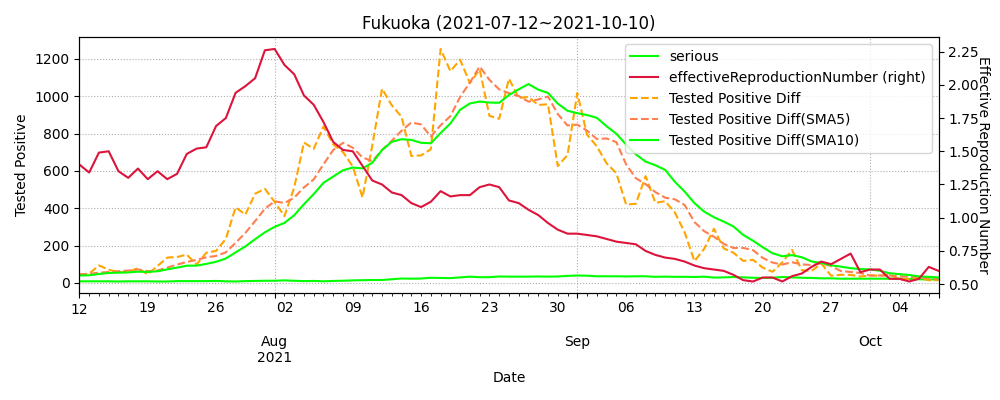 Fukuoka (2021-07-12~2021-10-10)
serious
effectiveReproductionNumber (right)
Tested Positive Diff
Tested Positive Diff(SMA5)
Tested Positive Diff(SMA10)
Tested Positive
1200
1000
800
600
400
200
0
2.25
2.00
1.75
1.50
1.25
1.00
0.75
0.50
Effective Reproduction Number
12 19 26 02 09 16 23 30 06 13 20 27 04
Aug Sep Oct
2021
Date